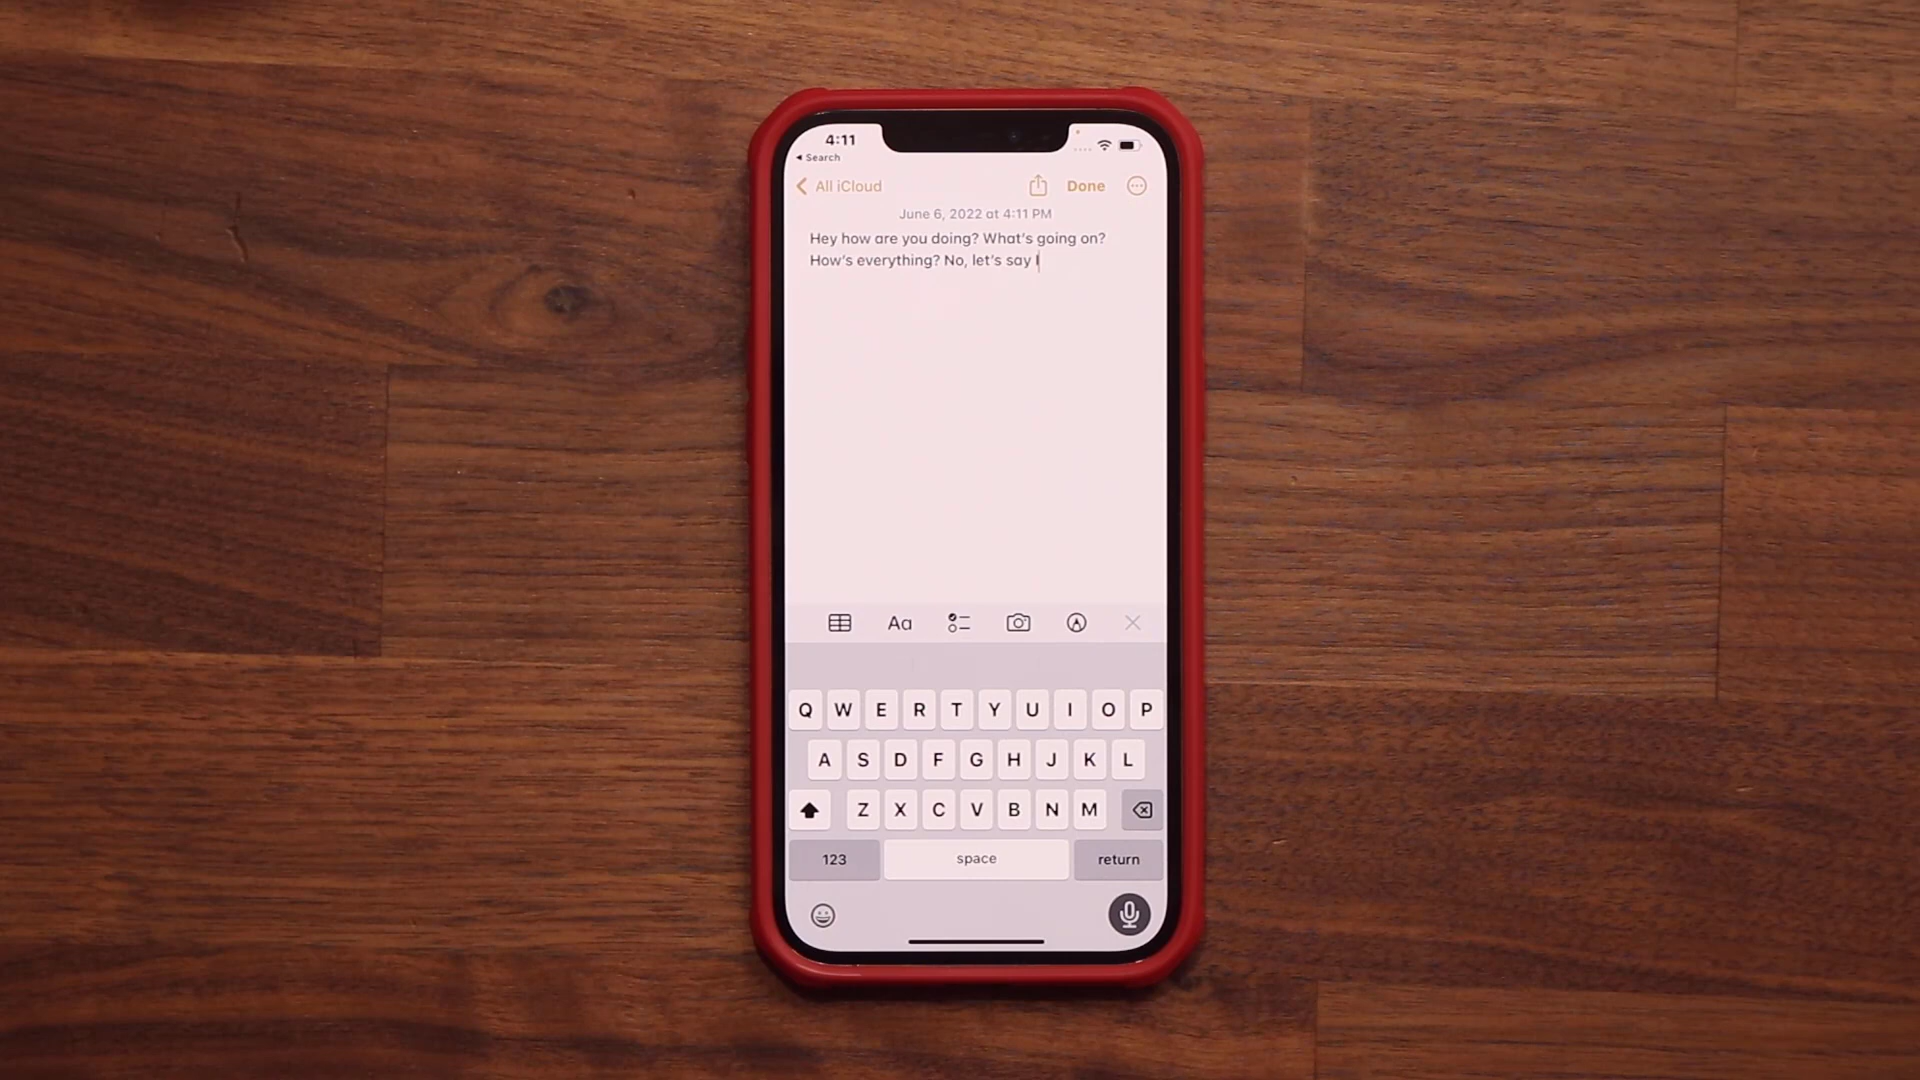 4:11
Search
All iCloud
Done
June 6, 2022 at 4:11 PM
Hey how are you doing? What's going on?
How's everything? No, let's say I
Aa
Q W E R T Y U I O P
A S D F G H J K L
Z X C V B N M
123 space return